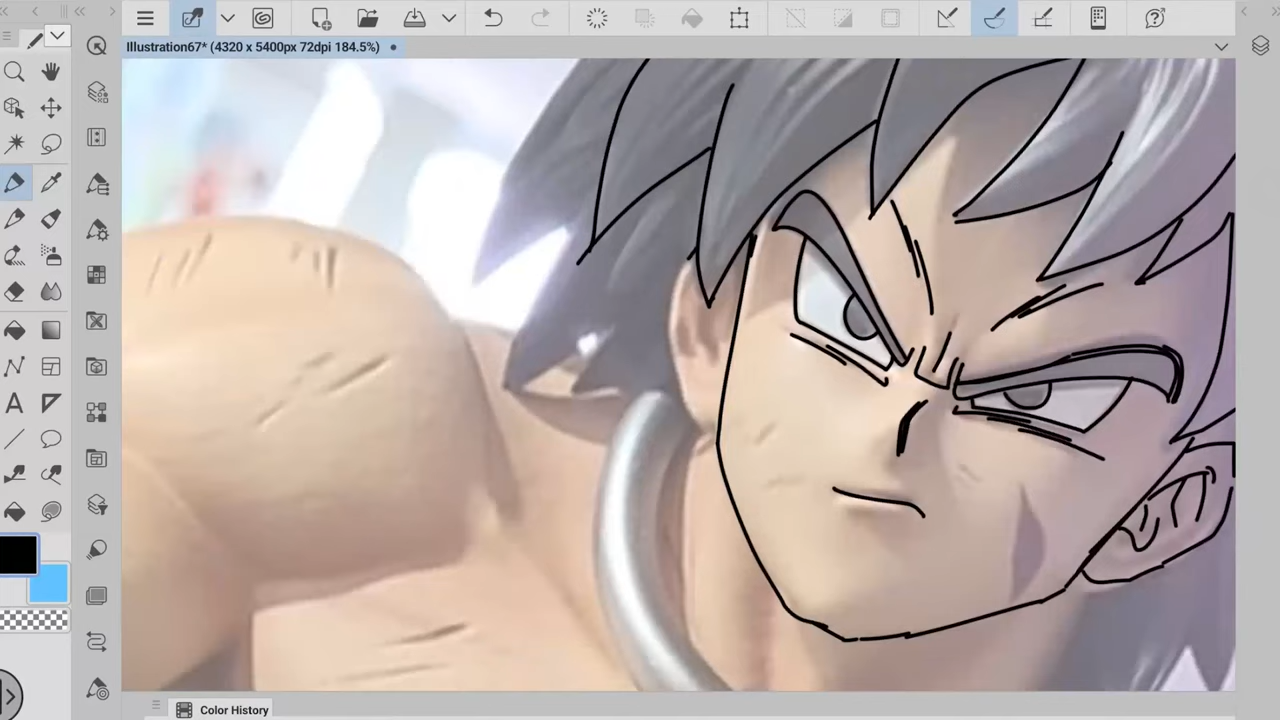 Illustration67* (4320 x 5400px 72dpi 184.5%)
Color History